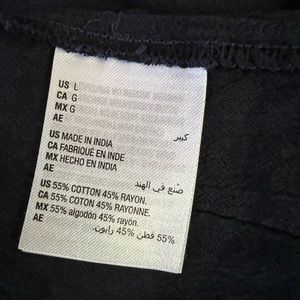 US L
CA G
MX G
AE كبير
US MADE IN INDIA
CA FABRIQUÉ EN INDE
MX HECHO EN INDIA
AE صنع في الهند
US 55% COTTON 45% RAYON.
CA 55% COTON 45% RAYONNE.
MX 55% algodón 45% rayón.
AE 55% قطن 45% رايون.